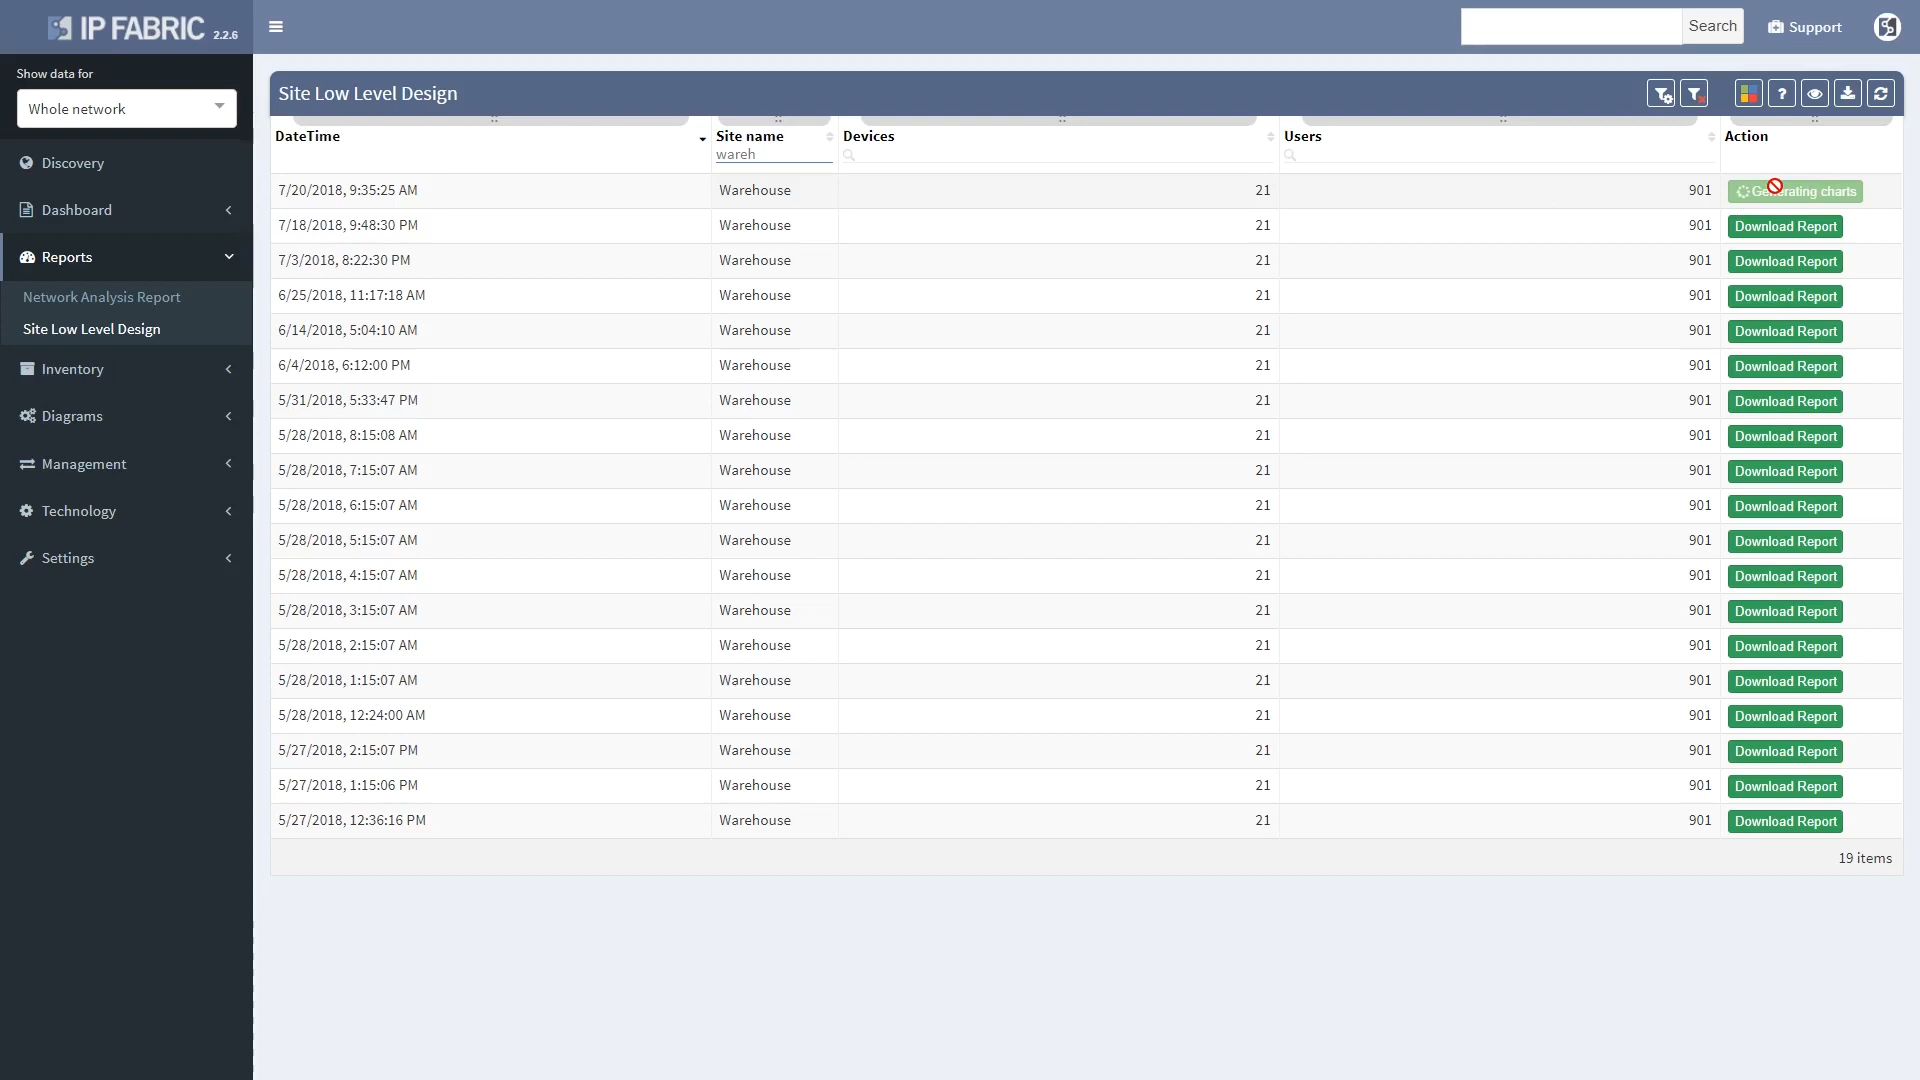 IP FABRIC 2.2.6
Search
Support
Show data for
Whole network
Discovery
Dashboard
Reports
Network Analysis Report
Site Low Level Design
Inventory
Diagrams
Management
Technology
Settings
Site Low Level Design
?
DateTime Site name Devices Users Action
wareh
7/20/2018, 9:35:25 AM Warehouse 21 901 Generating charts
7/18/2018, 9:48:30 PM Warehouse 21 901 Download Report
7/3/2018, 8:22:30 PM Warehouse 21 901 Download Report
6/25/2018, 11:17:18 AM Warehouse 21 901 Download Report
6/14/2018, 5:04:10 AM Warehouse 21 901 Download Report
6/4/2018, 6:12:00 PM Warehouse 21 901 Download Report
5/31/2018, 5:33:47 PM Warehouse 21 901 Download Report
5/28/2018, 8:15:08 AM Warehouse 21 901 Download Report
5/28/2018, 7:15:07 AM Warehouse 21 901 Download Report
5/28/2018, 6:15:07 AM Warehouse 21 901 Download Report
5/28/2018, 5:15:07 AM Warehouse 21 901 Download Report
5/28/2018, 4:15:07 AM Warehouse 21 901 Download Report
5/28/2018, 3:15:07 AM Warehouse 21 901 Download Report
5/28/2018, 2:15:07 AM Warehouse 21 901 Download Report
5/28/2018, 1:15:07 AM Warehouse 21 901 Download Report
5/28/2018, 12:24:00 AM Warehouse 21 901 Download Report
5/27/2018, 2:15:07 PM Warehouse 21 901 Download Report
5/27/2018, 1:15:06 PM Warehouse 21 901 Download Report
5/27/2018, 12:36:16 PM Warehouse 21 901 Download Report
19 items